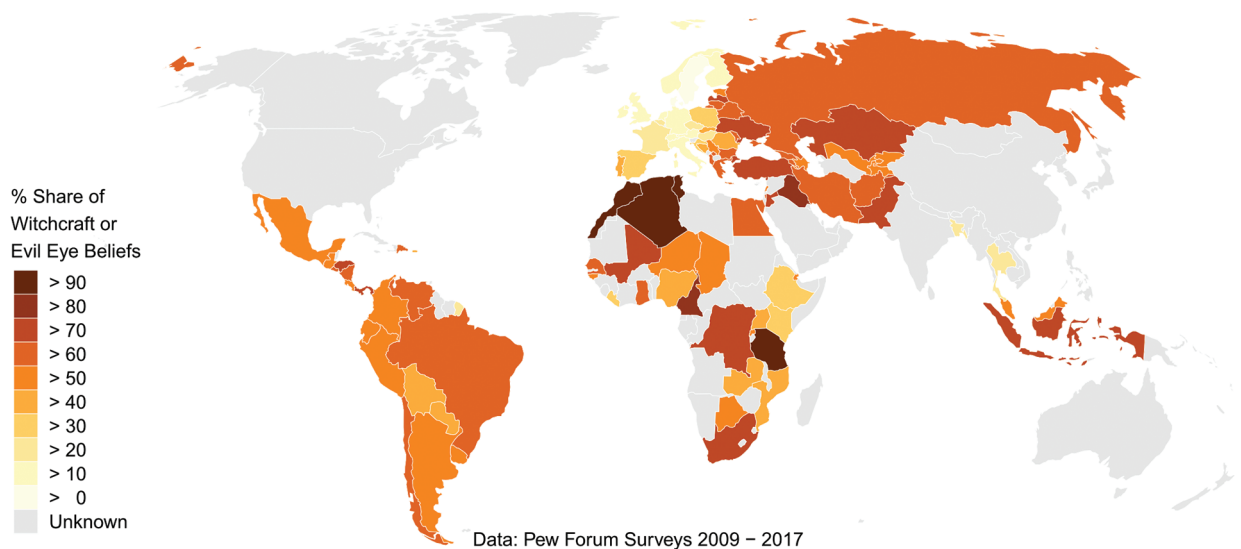 % Share of
Witchcraft or
Evil Eye Beliefs
> 90
> 80
> 70
> 60
> 50
> 40
> 30
> 20
> 10
> 0
Unknown
Data: Pew Forum Surveys 2009 − 2017